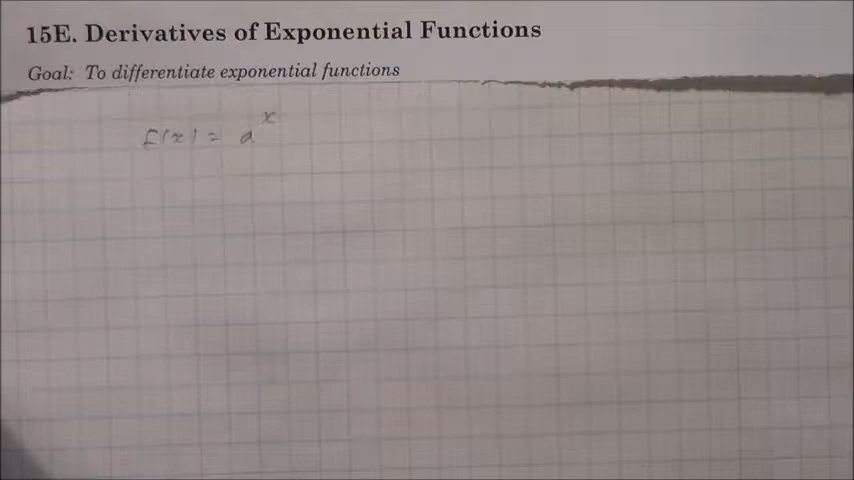 15E. Derivatives of Exponential Functions
Goal: To differentiate exponential functions
f(x) = a^x